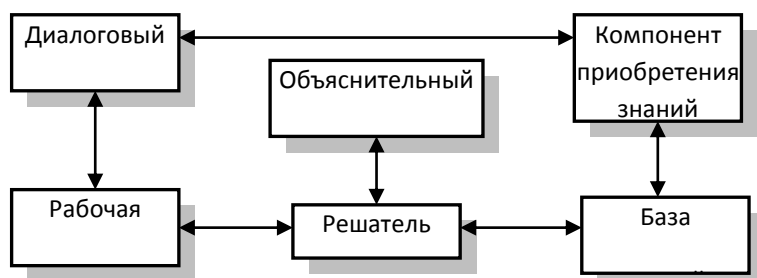 Диалоговый
Компонент
приобретения
знаний
Объяснительный
Рабочая
Решатель
База